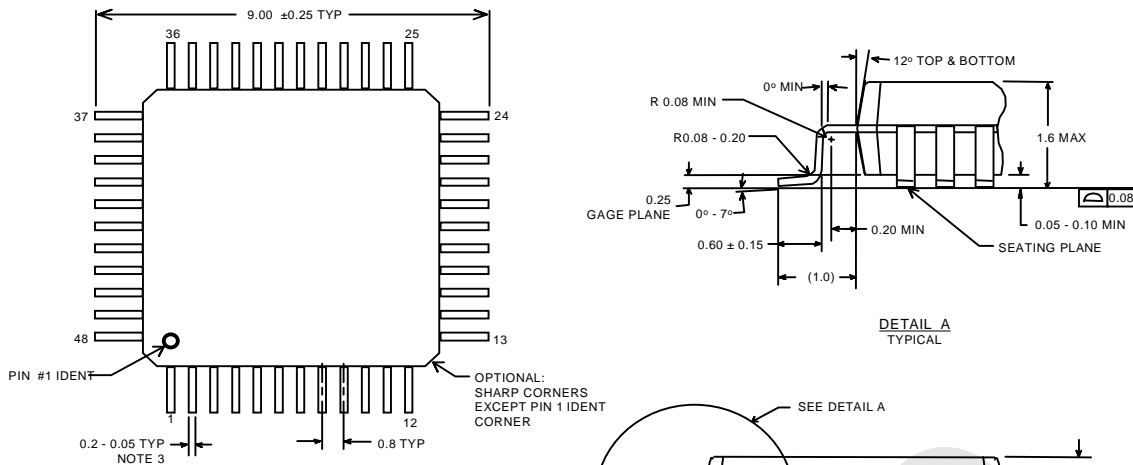 9.00 ±0.25 TYP
36
25
37
24
48
13
PIN #1 IDENT
1
12
OPTIONAL:
SHARP CORNERS
EXCEPT PIN 1 IDENT
CORNER
0.2 - 0.05 TYP
NOTE 3
0.8 TYP
12º TOP & BOTTOM
0º MIN
R 0.08 MIN
R0.08 - 0.20
1.6 MAX
0.25
GAGE PLANE
0º - 7º
0.08
0.05 - 0.10 MIN
0.20 MIN
SEATING PLANE
0.60 ± 0.15
(1.0)
DETAIL A
TYPICAL
SEE DETAIL A